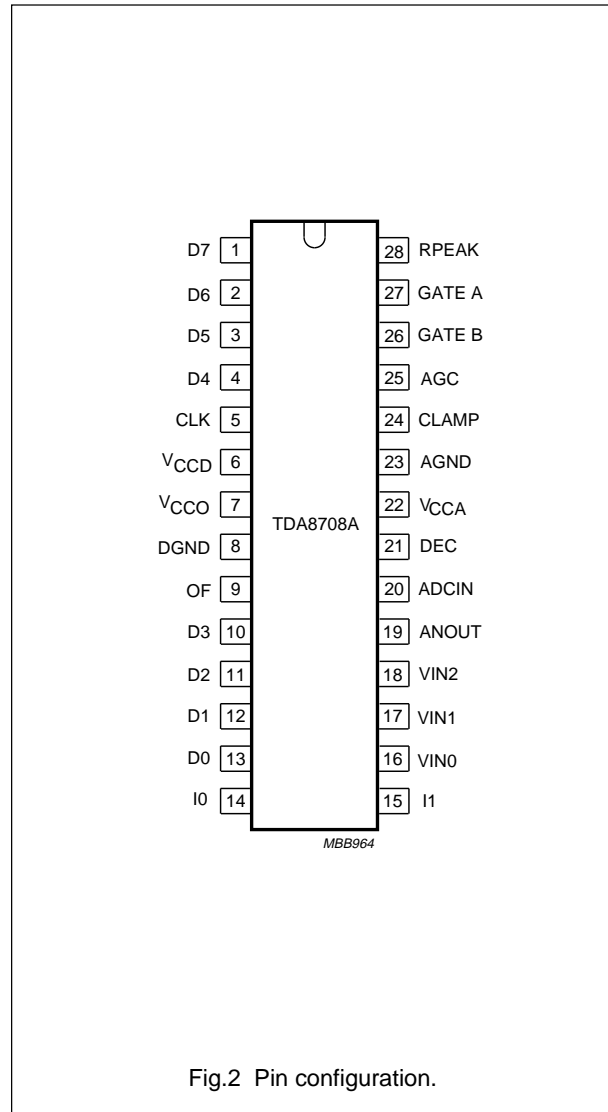 D7 1 28 RPEAK
D6 2 27 GATE A
D5 3 26 GATE B
D4 4 25 AGC
CLK 5 24 CLAMP
VCCD 6 23 AGND
VCCO 7 22 VCCA
TDA8708A
DGND 8 21 DEC
OF 9 20 ADCIN
D3 10 19 ANOUT
D2 11 18 VIN2
D1 12 17 VIN1
D0 13 16 VIN0
I0 14 15 I1
MBB964
Fig.2 Pin configuration.